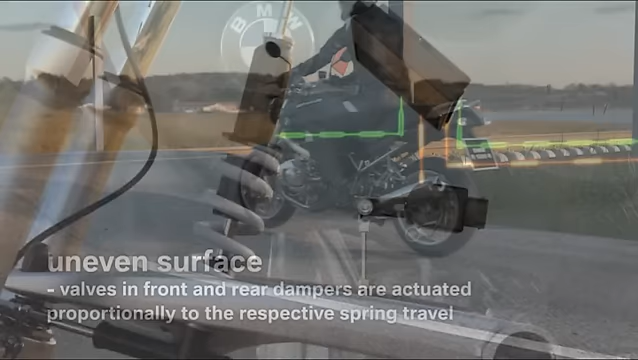 BMW
uneven surface
- valves in front and rear dampers are actuated
proportionally to the respective spring travel